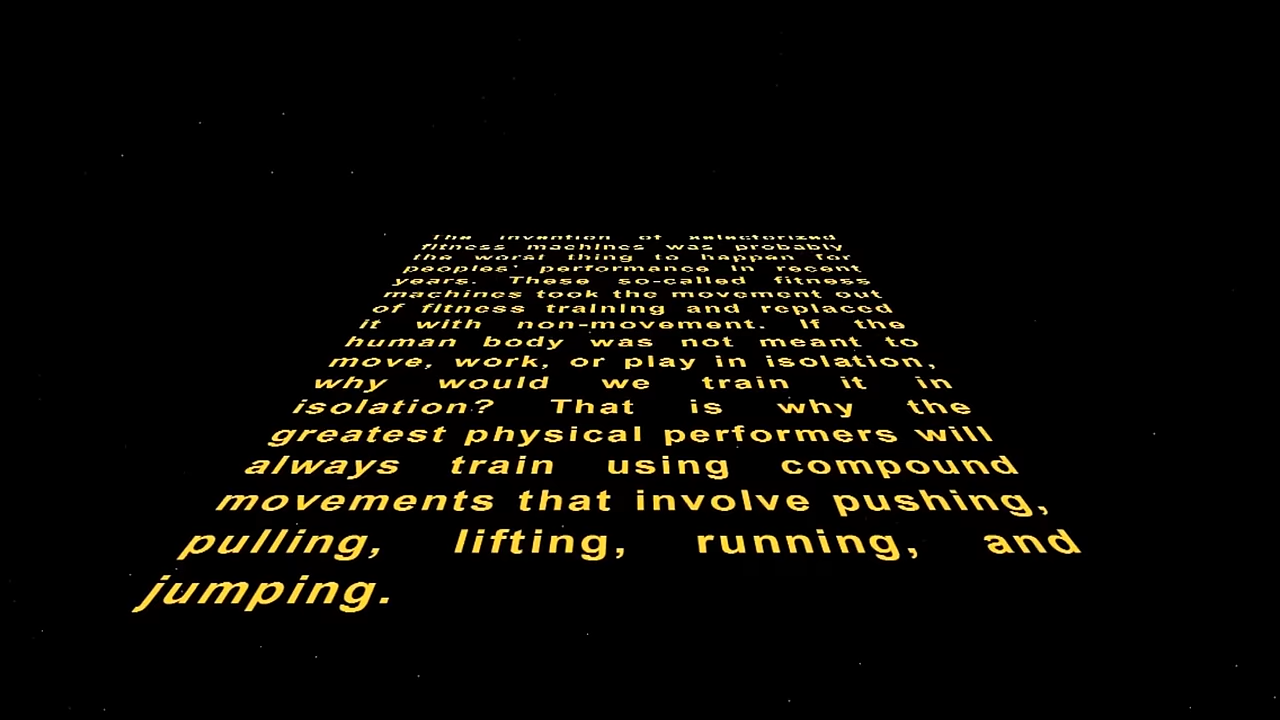 The invention of selectorized
fitness machines was probably
the worst thing to happen for
peoples' performance in recent
years. These so-called fitness
machines took the movement out
of fitness training and replaced
it with non-movement. If the
human body was not meant to
move, work, or play in isolation,
why would we train it in
isolation? That is why the
greatest physical performers will
always train using compound
movements that involve pushing,
pulling, lifting, running, and
jumping.